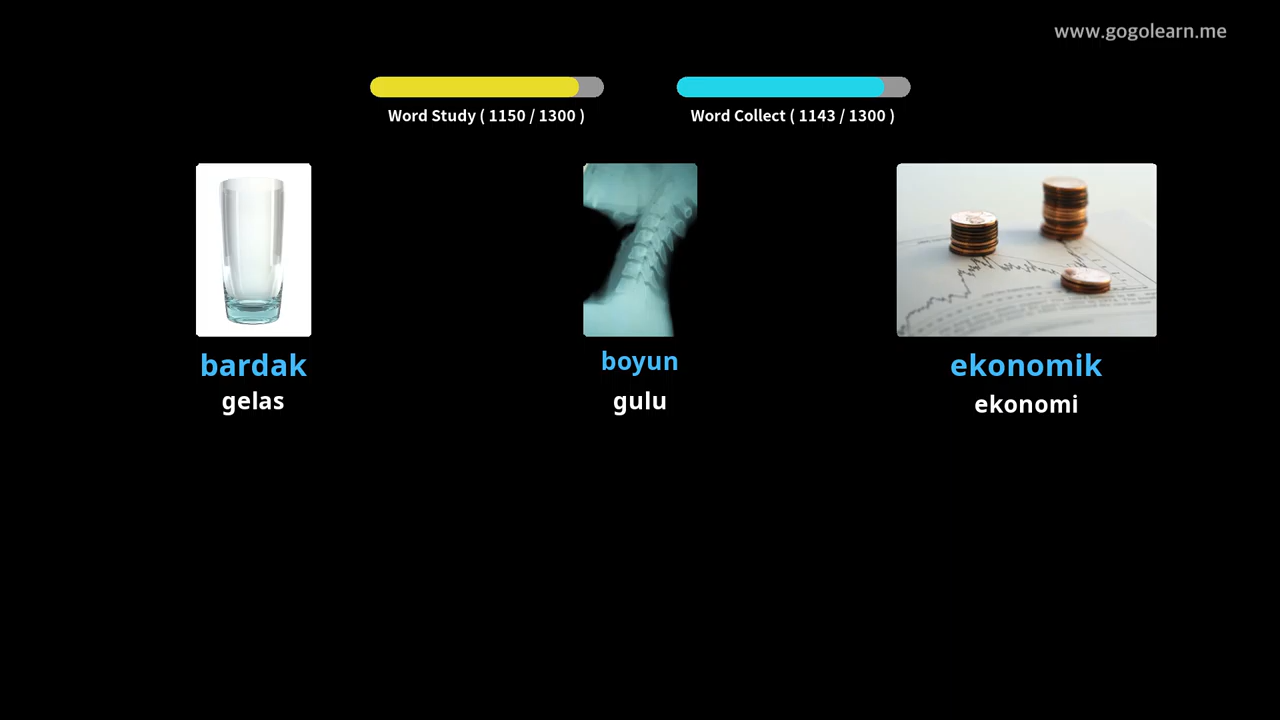 www.gogolearn.me
Word Study ( 1150 / 1300 )
Word Collect ( 1143 / 1300 )
bardak
gelas
boyun
gulu
ekonomik
ekonomi